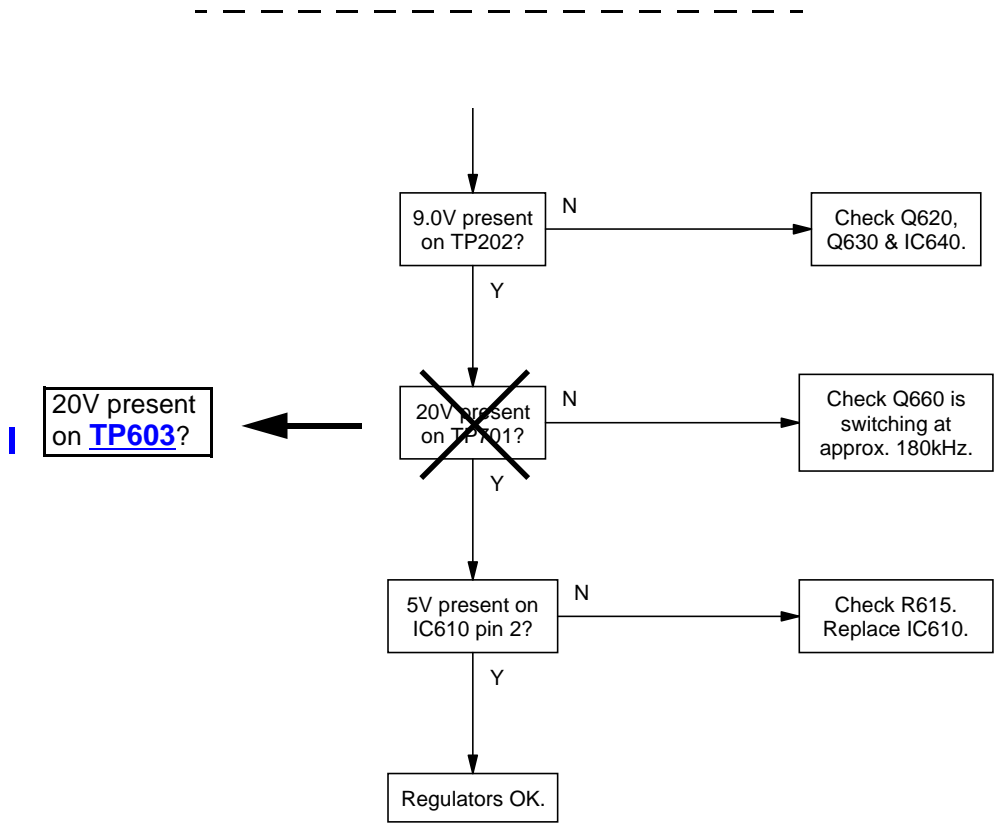 9.0V present
on TP202?
N
Check Q620,
Q630 & IC640.
Y
20V present
on TP603?
20V present
on TP701?
N
Check Q660 is
switching at
approx. 180kHz.
Y
5V present on
IC610 pin 2?
N
Check R615.
Replace IC610.
Y
Regulators OK.